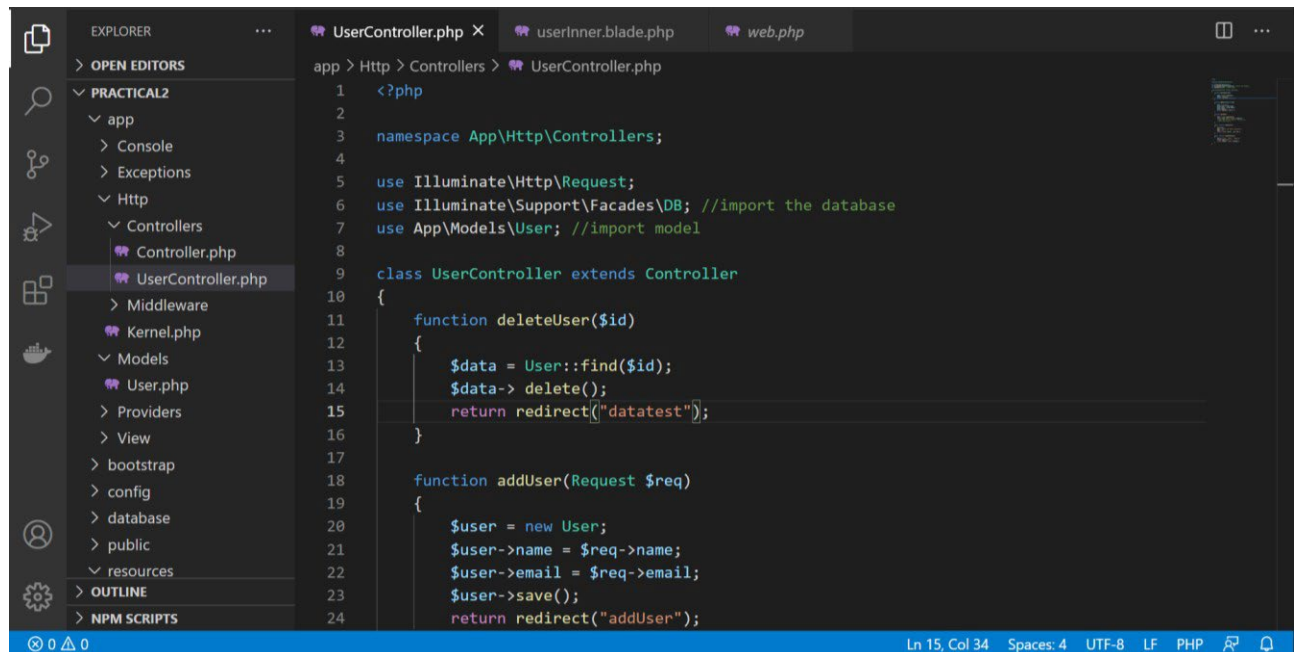 EXPLORER ...
OPEN EDITORS
PRACTICAL2
app
Console
Exceptions
Http
Controllers
Controller.php
UserController.php
Middleware
Kernel.php
Models
User.php
Providers
View
bootstrap
config
database
public
resources
OUTLINE
NPM SCRIPTS
UserController.php userInner.blade.php web.php
app > Http > Controllers > UserController.php
1 <?php
2
3 namespace App\Http\Controllers;
4
5 use Illuminate\Http\Request;
6 use Illuminate\Support\Facades\DB; //import the database
7 use App\Models\User; //import model
8
9 class UserController extends Controller
10 {
11 function deleteUser($id)
12 {
13 $data = User::find($id);
14 $data-> delete();
15 return redirect("datatest");
16 }
17
18 function addUser(Request $req)
19 {
20 $user = new User;
21 $user->name = $req->name;
22 $user->email = $req->email;
23 $user->save();
24 return redirect("addUser");
0 0 Ln 15, Col 34 Spaces: 4 UTF-8 LF PHP